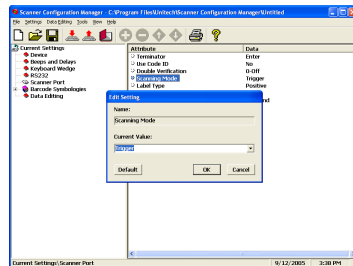 Scanner Configuration Manager - C:\Program Files\Unitech\Scanner Configuration Manager\Untitled
File Settings Data Editing Tools View Help
Current Settings
Device
Beeps and Delays
Keyboard Wedge
RS232
Scanner Port
Barcode Symbologies
Data Editing
Attribute Data
Terminator Enter
Use Code ID No
Double Verification 0-Off
Scanning Mode Trigger
Label Type Positive
Edit Setting
Name:
Scanning Mode
Current Value:
Trigger
Default OK Cancel
Current Settings\Scanner Port 9/12/2005 3:38 PM